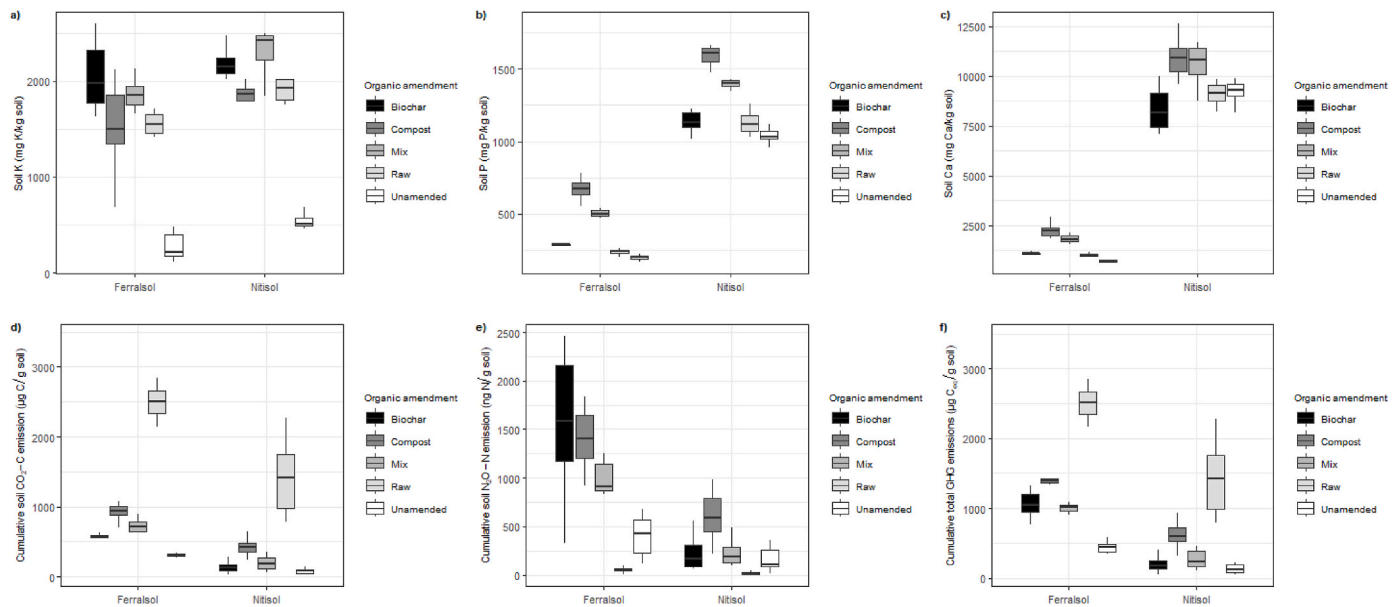 a)
Soil K (mg K/kg soil)
2000
1000
0
Ferralsol
Nitisol
Organic amendment
Biochar
Compost
Mix
Raw
Unamended
b)
Soil P (mg P/kg soil)
1500
1000
500
Ferralsol
Nitisol
Organic amendment
Biochar
Compost
Mix
Raw
Unamended
c)
Soil Ca (mg Ca/kg soil)
12500
10000
7500
5000
2500
Ferralsol
Nitisol
Organic amendment
Biochar
Compost
Mix
Raw
Unamended
d)
Cumulative soil CO₂−C emission (µg C/g soil)
3000
2000
1000
0
Ferralsol
Nitisol
Organic amendment
Biochar
Compost
Mix
Raw
Unamended
e)
Cumulative soil N₂O−N emission (ng N/g soil)
2500
2000
1500
1000
500
0
Ferralsol
Nitisol
Organic amendment
Biochar
Compost
Mix
Raw
Unamended
f)
Cumulative total GHG emissions (µg Ceq/g soil)
3000
2000
1000
0
Ferralsol
Nitisol
Organic amendment
Biochar
Compost
Mix
Raw
Unamended